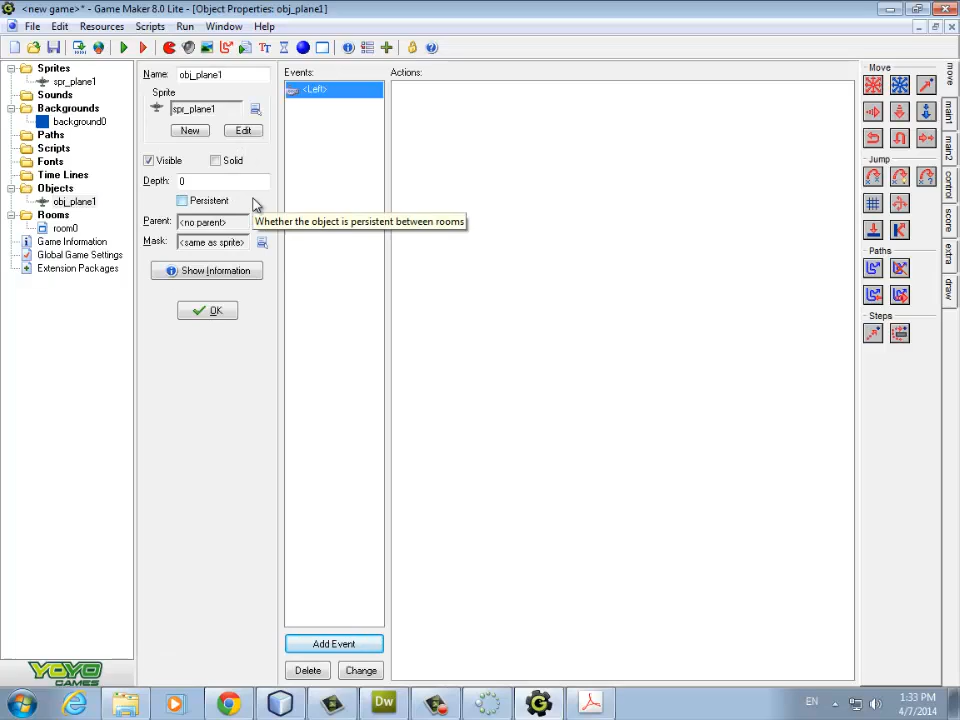 <new game>* - Game Maker 8.0 Lite - [Object Properties: obj_plane1]
File Edit Resources Scripts Run Window Help
Sprites
spr_plane1
Sounds
Backgrounds
background0
Paths
Scripts
Fonts
Time Lines
Objects
obj_plane1
Rooms
room0
Game Information
Global Game Settings
Extension Packages
YOYO
GAMES
Name: obj_plane1
Sprite
spr_plane1
New Edit
Visible Solid
Depth: 0
Persistent
Whether the object is persistent between rooms
Parent: <no parent>
Mask: <same as sprite>
Show Information
OK
Events:
<Left>
Add Event
Delete Change
Actions:
Move
Jump
Paths
Steps
move
main1
main2
control
score
extra
draw
Dw
EN
1:33 PM
4/7/2014